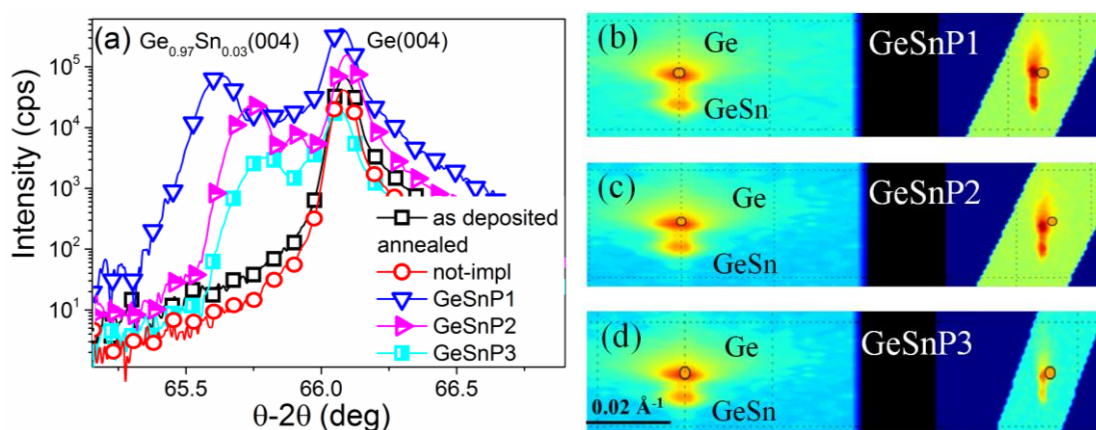 (a) Ge0.97Sn0.03(004) Ge(004)
Intensity (cps)
10^5
10^4
10^3
10^2
10^1
65.5 66.0 66.5
θ-2θ (deg)
as deposited
annealed
not-impl
GeSnP1
GeSnP2
GeSnP3
(b) Ge GeSnP1
GeSn
(c) Ge GeSnP2
GeSn
(d) Ge GeSnP3
0.02 Å^-1 GeSn